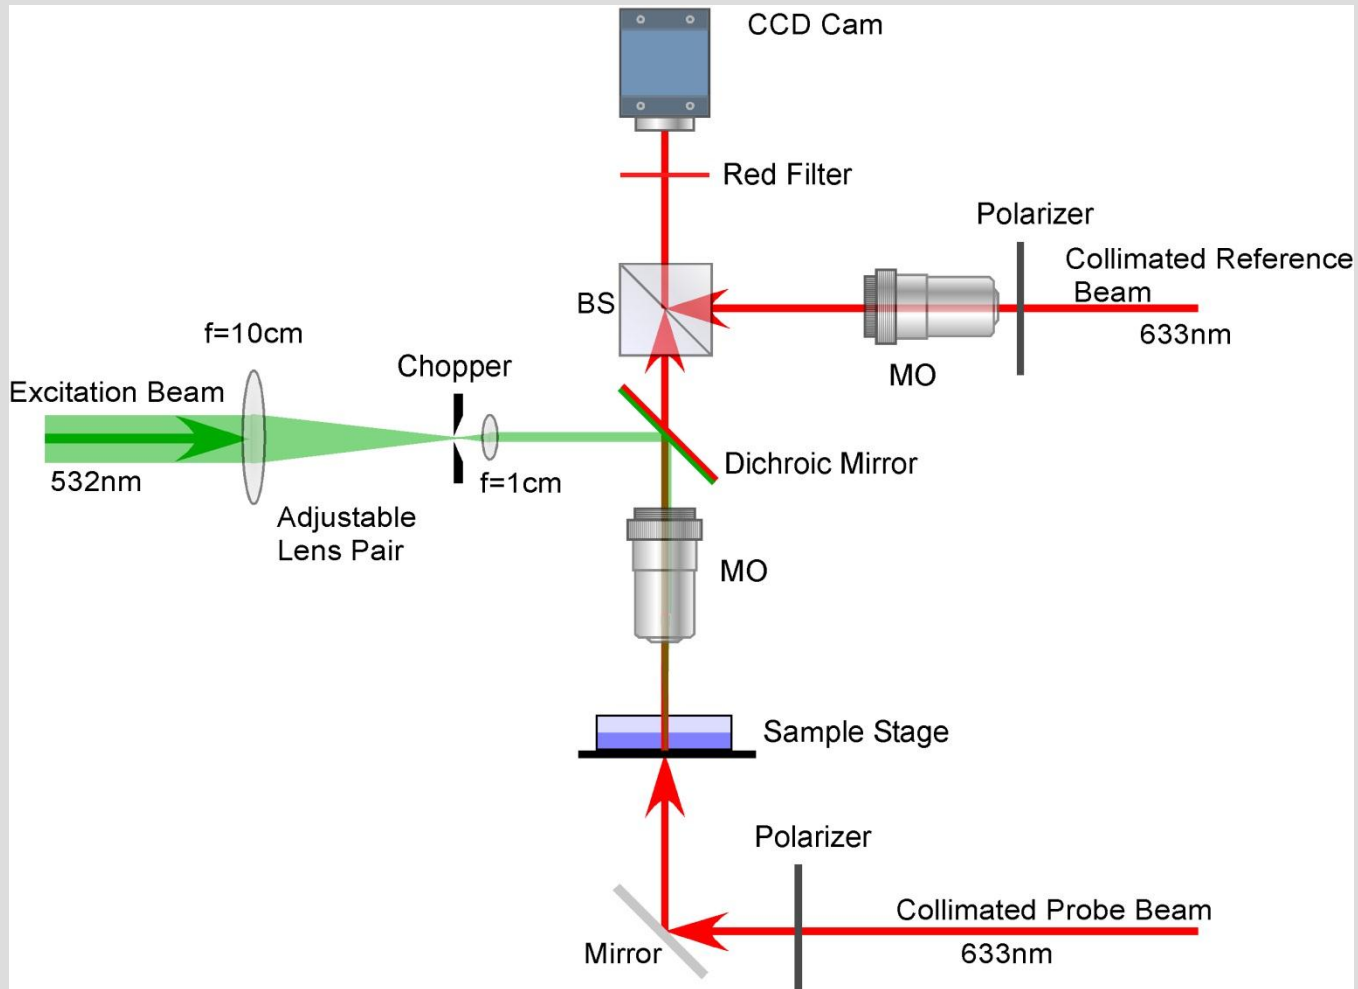 CCD Cam
Red Filter
Polarizer
Collimated Reference
Beam
633nm
BS
MO
f=10cm
Chopper
Excitation Beam
532nm
f=1cm
Adjustable
Lens Pair
Dichroic Mirror
MO
Sample Stage
Polarizer
Collimated Probe Beam
633nm
Mirror